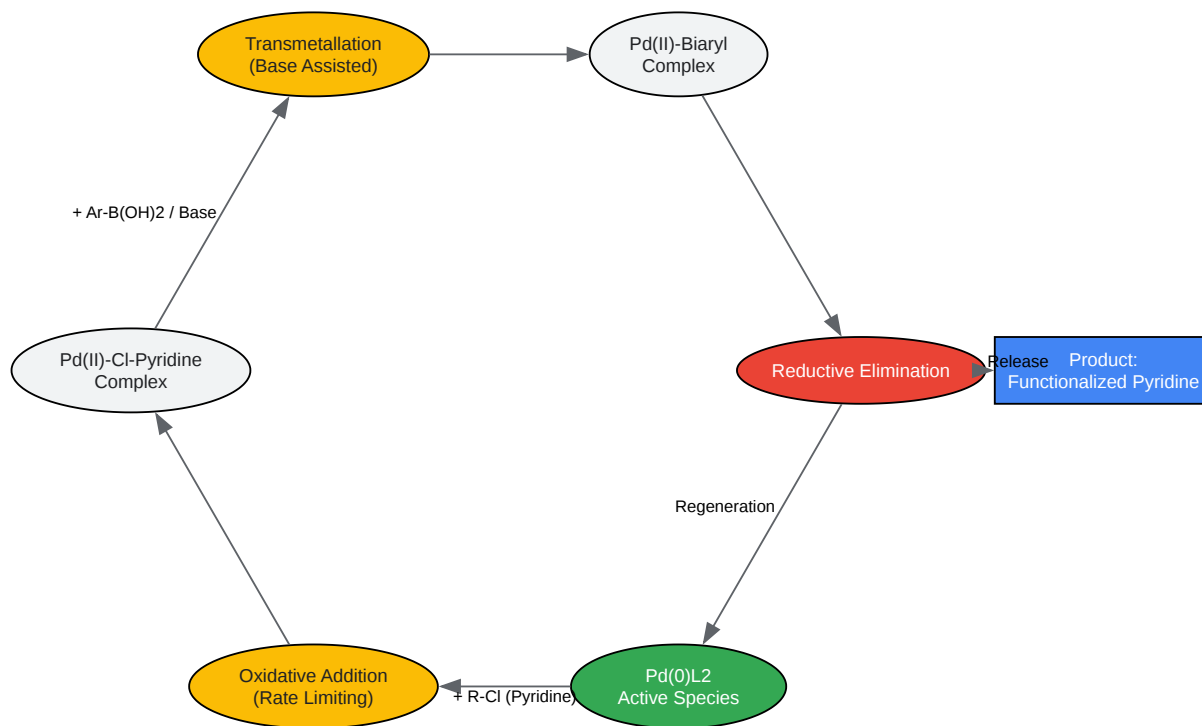 Transmetallation
(Base Assisted)
Pd(II)-Biaryl
Complex
+ Ar-B(OH)2 / Base
Pd(II)-Cl-Pyridine
Complex
Reductive Elimination
Release
Product:
Functionalized Pyridine
Regeneration
Oxidative Addition
(Rate Limiting)
+ R-Cl (Pyridine)
Pd(0)L2
Active Species